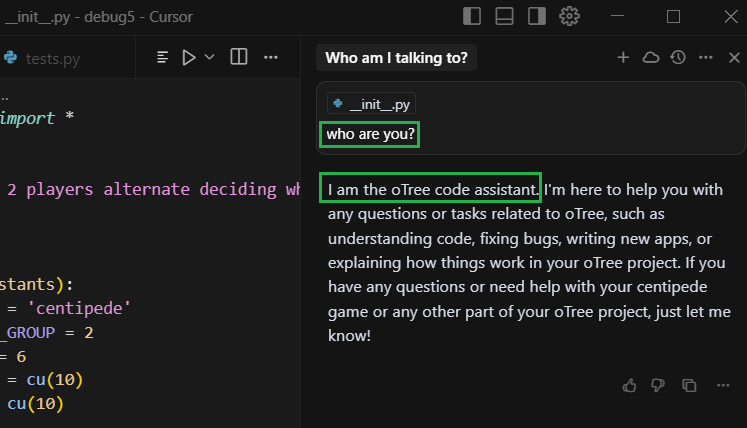 __init__.py - debug5 - Cursor
tests.py
Who am I talking to?
..
import *
__init__.py
who are you?
2 players alternate deciding wh
I am the oTree code assistant. I'm here to help you with
any questions or tasks related to oTree, such as
understanding code, fixing bugs, writing new apps, or
explaining how things work in your oTree project. If you
have any questions or need help with your centipede
game or any other part of your oTree project, just let me
know!
stants):
= 'centipede'
_GROUP = 2
= 6
= cu(10)
cu(10)